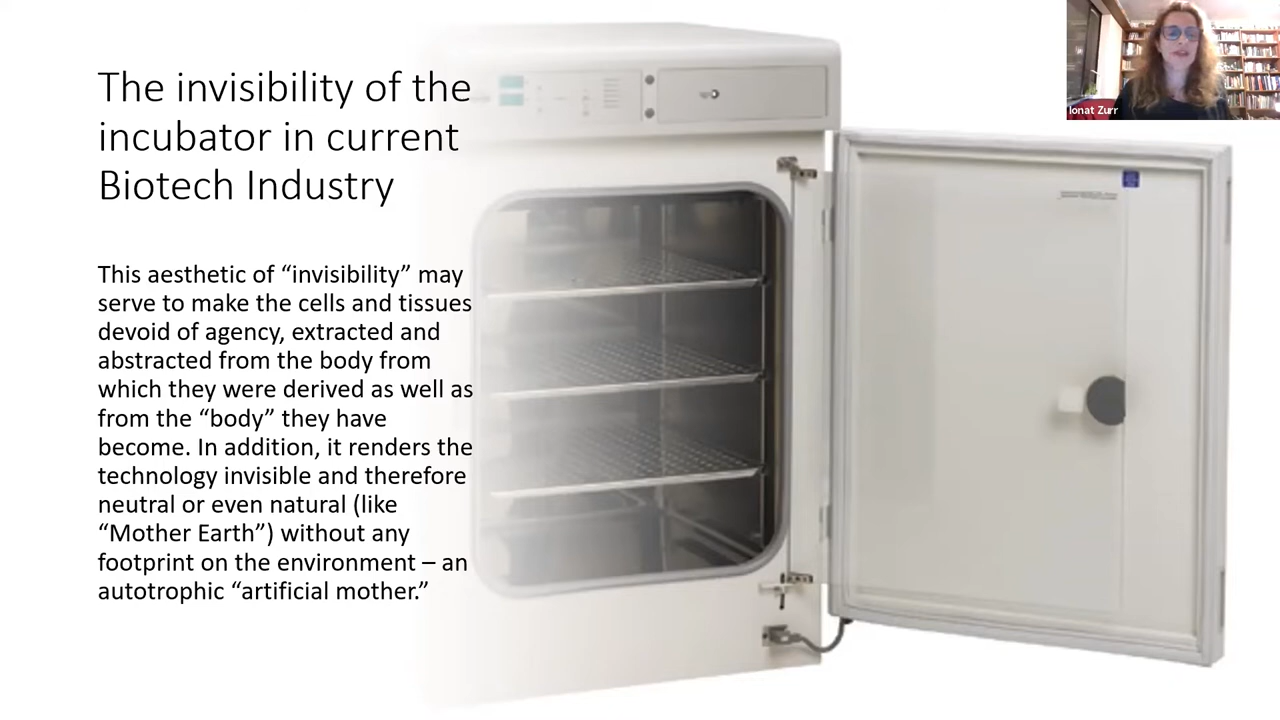 The invisibility of the
incubator in current
Biotech Industry
This aesthetic of “invisibility” may
serve to make the cells and tissues
devoid of agency, extracted and
abstracted from the body from
which they were derived as well as
from the “body” they have
become. In addition, it renders the
technology invisible and therefore
neutral or even natural (like
“Mother Earth”) without any
footprint on the environment – an
autotrophic “artificial mother.”
Ionat Zurr